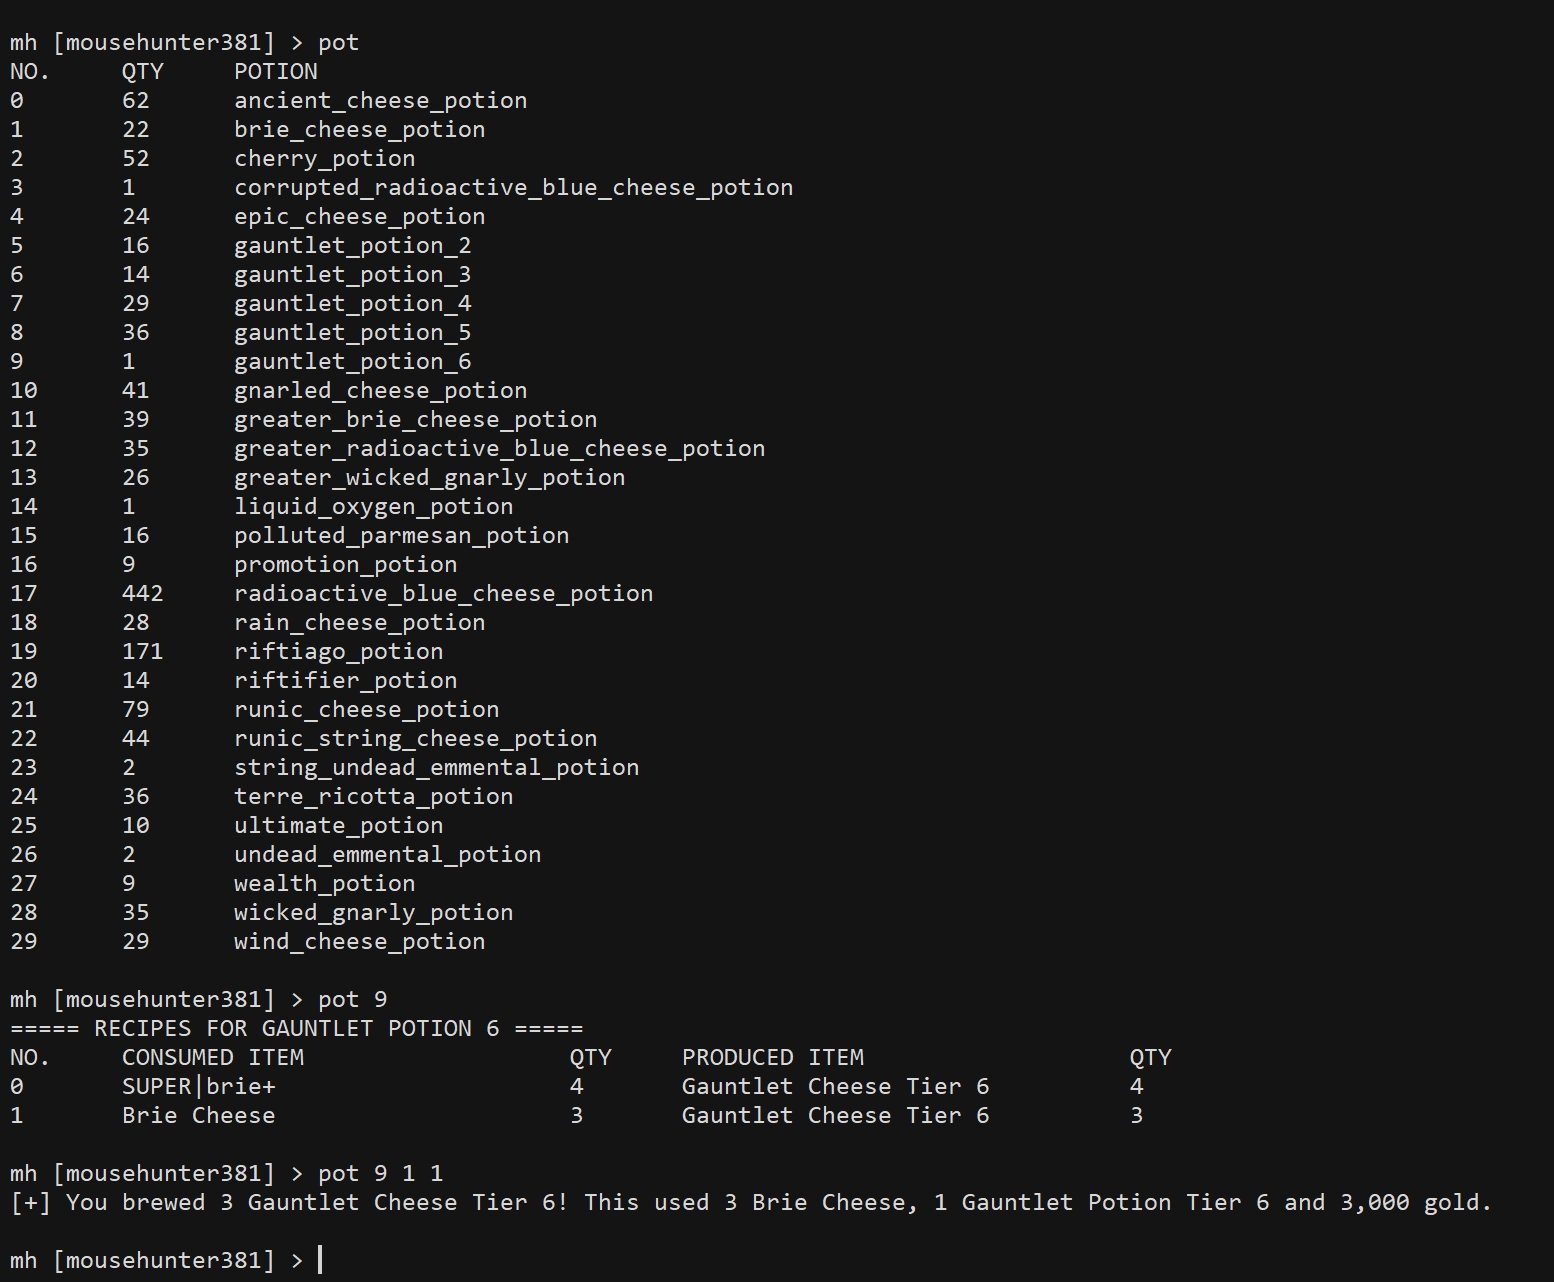 mh [mousehunter381] > pot
NO. QTY POTION
0 62 ancient_cheese_potion
1 22 brie_cheese_potion
2 52 cherry_potion
3 1 corrupted_radioactive_blue_cheese_potion
4 24 epic_cheese_potion
5 16 gauntlet_potion_2
6 14 gauntlet_potion_3
7 29 gauntlet_potion_4
8 36 gauntlet_potion_5
9 1 gauntlet_potion_6
10 41 gnarled_cheese_potion
11 39 greater_brie_cheese_potion
12 35 greater_radioactive_blue_cheese_potion
13 26 greater_wicked_gnarly_potion
14 1 liquid_oxygen_potion
15 16 polluted_parmesan_potion
16 9 promotion_potion
17 442 radioactive_blue_cheese_potion
18 28 rain_cheese_potion
19 171 riftiago_potion
20 14 riftifier_potion
21 79 runic_cheese_potion
22 44 runic_string_cheese_potion
23 2 string_undead_emmental_potion
24 36 terre_ricotta_potion
25 10 ultimate_potion
26 2 undead_emmental_potion
27 9 wealth_potion
28 35 wicked_gnarly_potion
29 29 wind_cheese_potion
mh [mousehunter381] > pot 9
===== RECIPES FOR GAUNTLET POTION 6 =====
NO. CONSUMED ITEM QTY PRODUCED ITEM QTY
0 SUPER|brie+ 4 Gauntlet Cheese Tier 6 4
1 Brie Cheese 3 Gauntlet Cheese Tier 6 3
mh [mousehunter381] > pot 9 1 1
[+] You brewed 3 Gauntlet Cheese Tier 6! This used 3 Brie Cheese, 1 Gauntlet Potion Tier 6 and 3,000 gold.
mh [mousehunter381] >